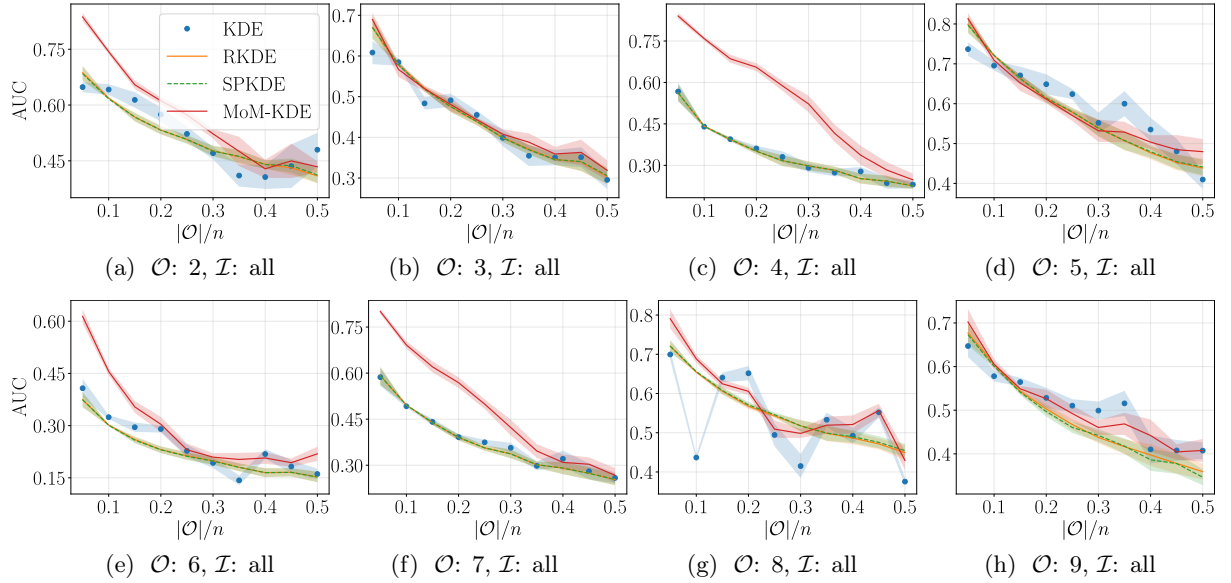 KDE
RKDE
SPKDE
MoM-KDE
AUC
0.75
0.60
0.45
0.1 0.2 0.3 0.4 0.5
|𝒪|/n
(a) 𝒪: 2, ℐ: all
0.7
0.6
0.5
0.4
0.3
0.1 0.2 0.3 0.4 0.5
|𝒪|/n
(b) 𝒪: 3, ℐ: all
0.90
0.75
0.60
0.45
0.30
0.1 0.2 0.3 0.4 0.5
|𝒪|/n
(c) 𝒪: 4, ℐ: all
0.8
0.7
0.6
0.5
0.4
0.1 0.2 0.3 0.4 0.5
|𝒪|/n
(d) 𝒪: 5, ℐ: all
AUC
0.60
0.45
0.30
0.15
0.1 0.2 0.3 0.4 0.5
|𝒪|/n
(e) 𝒪: 6, ℐ: all
0.75
0.60
0.45
0.30
0.1 0.2 0.3 0.4 0.5
|𝒪|/n
(f) 𝒪: 7, ℐ: all
0.8
0.7
0.6
0.5
0.4
0.1 0.2 0.3 0.4 0.5
|𝒪|/n
(g) 𝒪: 8, ℐ: all
0.7
0.6
0.5
0.4
0.1 0.2 0.3 0.4 0.5
|𝒪|/n
(h) 𝒪: 9, ℐ: all